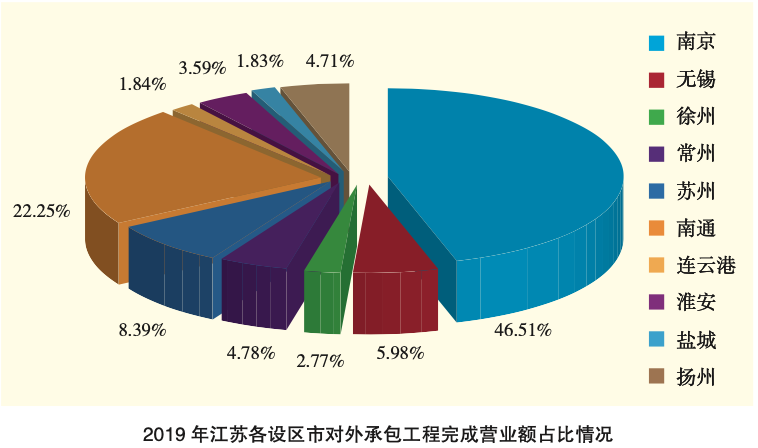 南京
无锡
徐州
常州
苏州
南通
连云港
淮安
盐城
扬州
1.84%
3.59%
1.83%
4.71%
22.25%
8.39%
4.78%
2.77%
5.98%
46.51%
2019 年江苏各设区市对外承包工程完成营业额占比情况